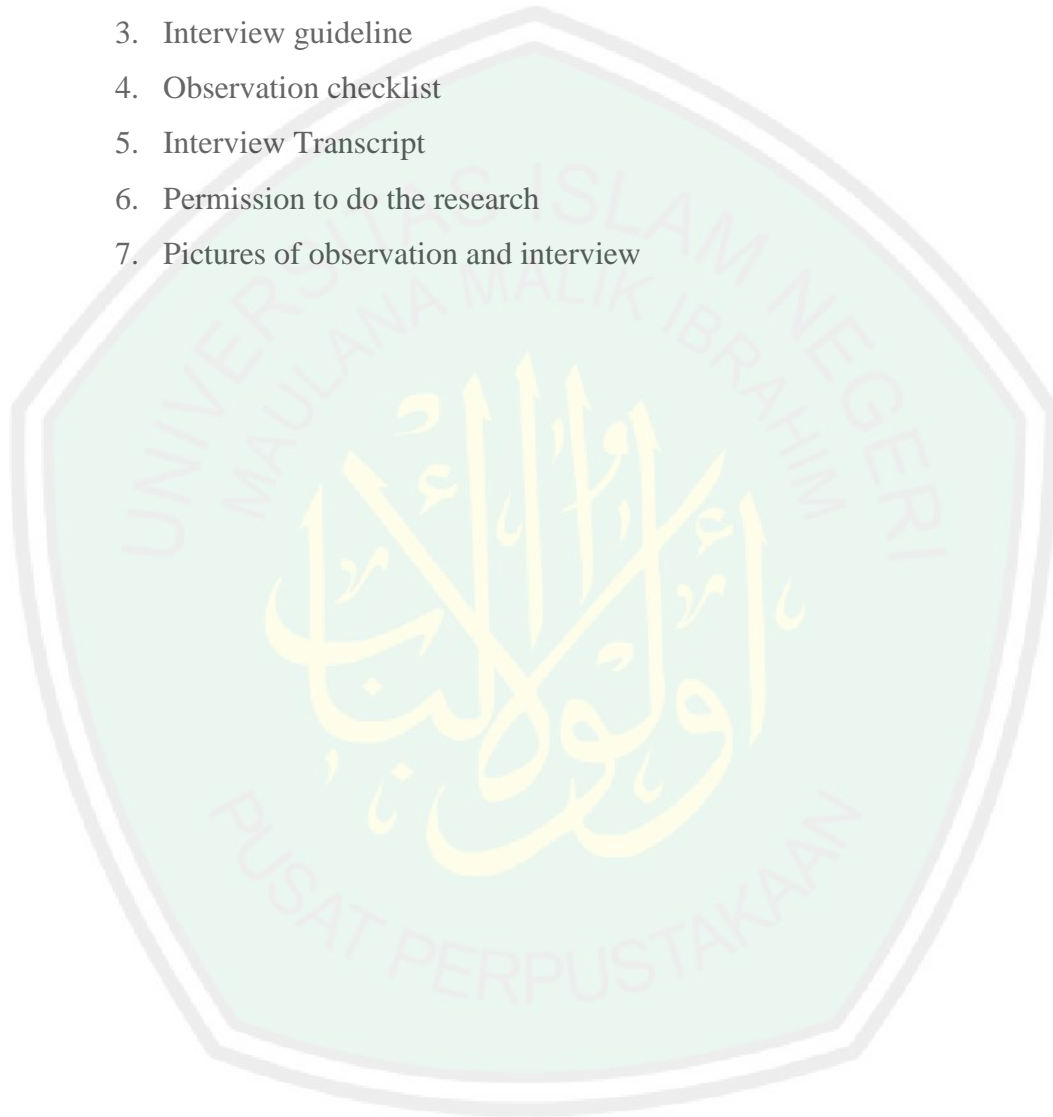 3. Interview guideline
4. Observation checklist
5. Interview Transcript
6. Permission to do the research
7. Pictures of observation and interview
UNIVERSITAS ISLAM NEGERI
MAULANA MALIK IBRAHIM
أولوا الألباب
PUSAT PERPUSTAKAAN